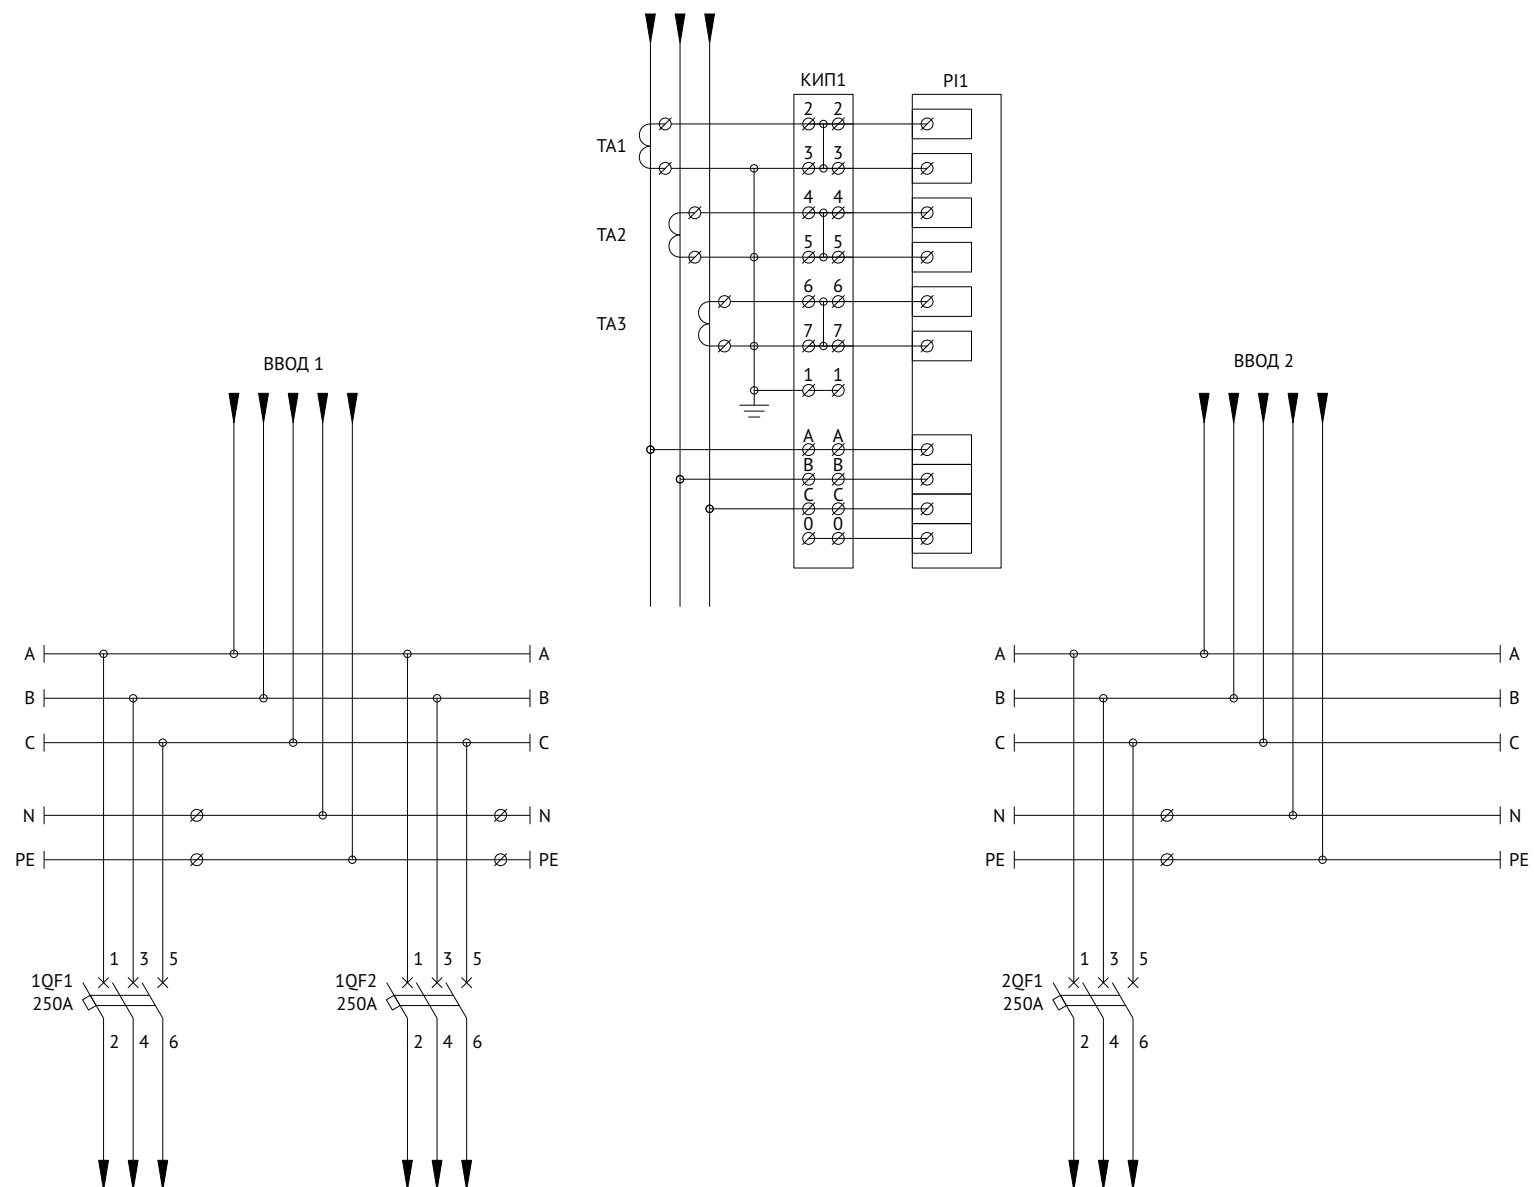 КИП1 PI1
2 2
TA1
3 3
4 4
TA2
5 5
6 6
TA3
7 7
1 1
A A
B B
C C
0 0
ВВОД 1
A A
B B
C C
N N
PE PE
1 3 5
1QF1
250A
2 4 6
1 3 5
1QF2
250A
2 4 6
ВВОД 2
A A
B B
C C
N N
PE PE
1 3 5
2QF1
250A
2 4 6